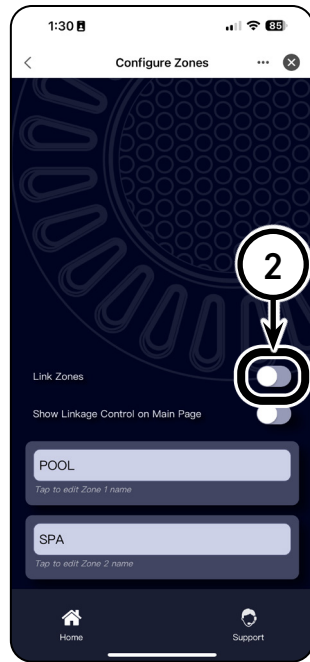 1:30 85
Configure Zones
2
Link Zones
Show Linkage Control on Main Page
POOL
Tap to edit Zone 1 name
SPA
Tap to edit Zone 2 name
Home Support